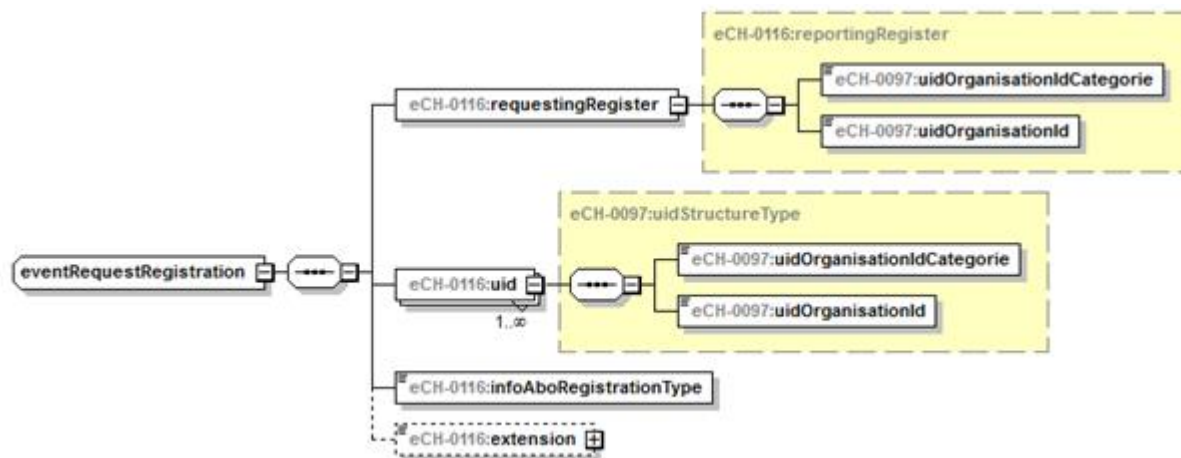 eCH-0116:reportingRegister
eCH-0097:uidOrganisationIdCategorie
eCH-0116:requestingRegister
eCH-0097:uidOrganisationId
eCH-0097:uidStructureType
eCH-0097:uidOrganisationIdCategorie
eventRequestRegistration
eCH-0116:uid
eCH-0097:uidOrganisationId
1..∞
eCH-0116:infoAboRegistrationType
eCH-0116:extension